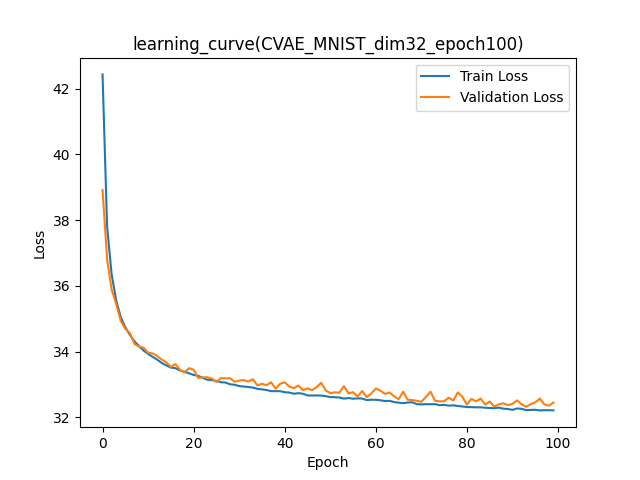 learning_curve(CVAE_MNIST_dim32_epoch100)
Train Loss
Validation Loss
42
40
38
36
34
32
Loss
0
20
40
60
80
100
Epoch